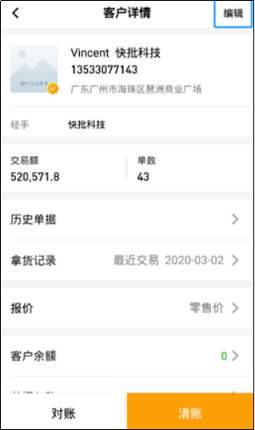 客户详情 编辑
Vincent 快批科技
13533077143
广东广州市海珠区琶洲商业广场
经手 快批科技
交易额 单数
520,571.8 43
历史单据
拿货记录 最近交易 2020-03-02
报价 零售价
客户余额 0
对账 清账